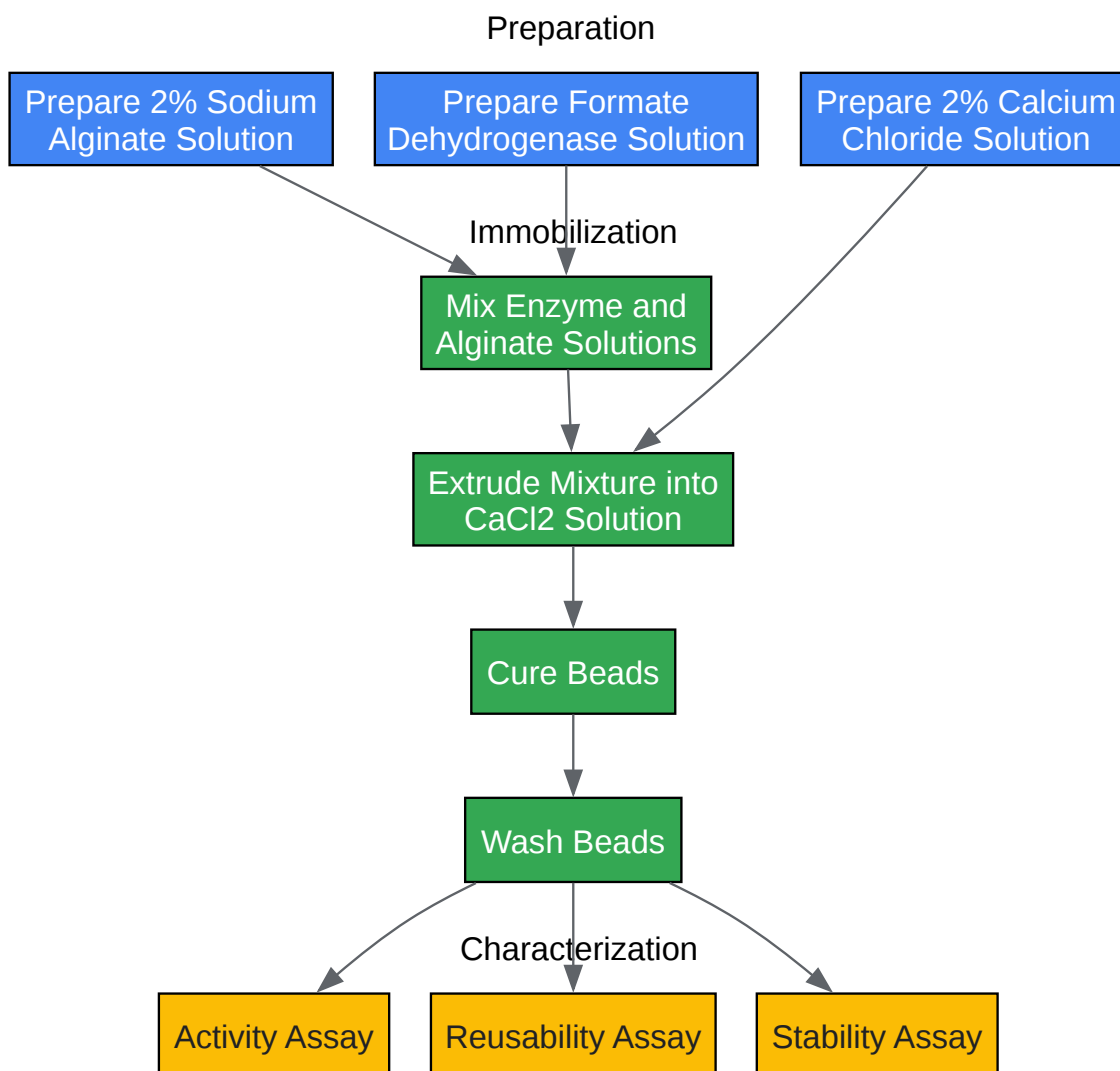 Preparation
Prepare 2% Sodium
Alginate Solution
Prepare Formate
Dehydrogenase Solution
Prepare 2% Calcium
Chloride Solution
Immobilization
Mix Enzyme and
Alginate Solutions
Extrude Mixture into
CaCl2 Solution
Cure Beads
Wash Beads
Characterization
Activity Assay
Reusability Assay
Stability Assay